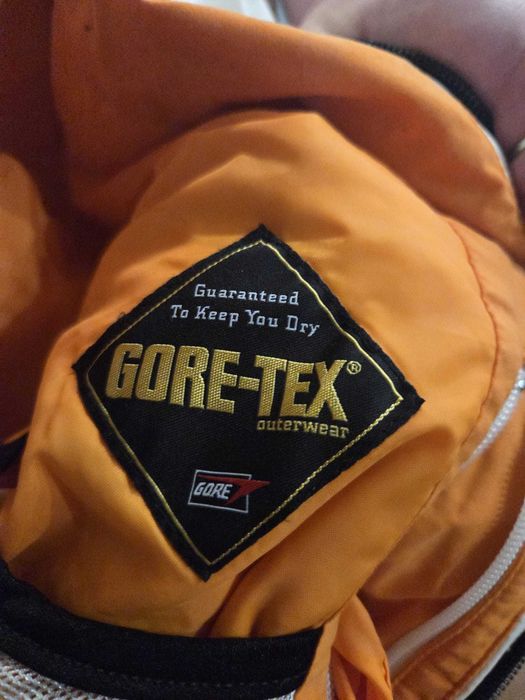 Guaranteed
To Keep You Dry
GORE-TEX®
outerwear
GORE